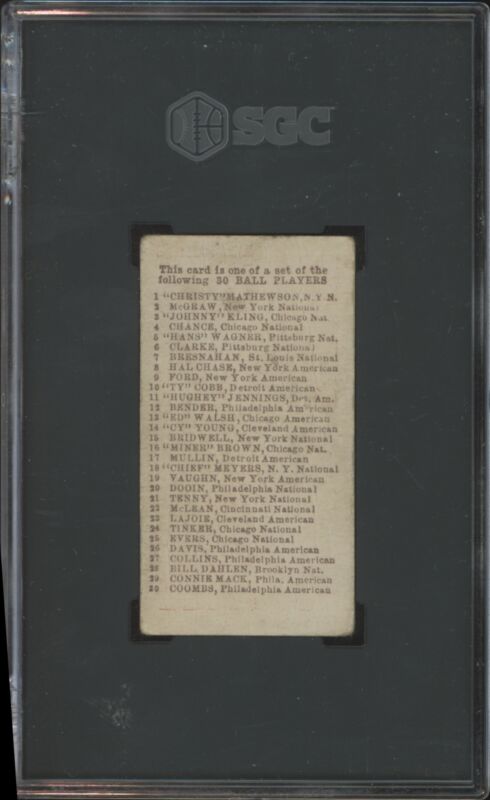 SGC
This card is one of a set of the
following 30 BALL PLAYERS
1 "CHRISTY" MATHEWSON, N. Y. N.
2 McGRAW, New York National
3 "JOHNNY" KLING, Chicago Nat.
4 CHANCE, Chicago National
5 "HANS" WAGNER, Pittsburg Nat.
6 CLARKE, Pittsburg National
7 BRESNAHAN, St. Louis National
8 HAL CHASE, New York American
9 FORD, New York American
10 "TY" COBB, Detroit American
11 "HUGHEY" JENNINGS, Det. Am.
12 BENDER, Philadelphia American
13 "ED" WALSH, Chicago American
14 "CY" YOUNG, Cleveland American
15 BRIDWELL, New York National
16 "MINER" BROWN, Chicago Nat.
17 MULLIN, Detroit American
18 "CHIEF" MEYERS, N. Y. National
19 VAUGHN, New York American
20 DOOIN, Philadelphia National
21 TENNY, New York National
22 McLEAN, Cincinnati National
23 LAJOIE, Cleveland American
24 TINKER, Chicago National
25 EVERS, Chicago National
26 DAVIS, Philadelphia American
27 COLLINS, Philadelphia American
28 BILL DAHLEN, Brooklyn Nat.
29 CONNIE MACK, Phila. American
30 COOMBS, Philadelphia American